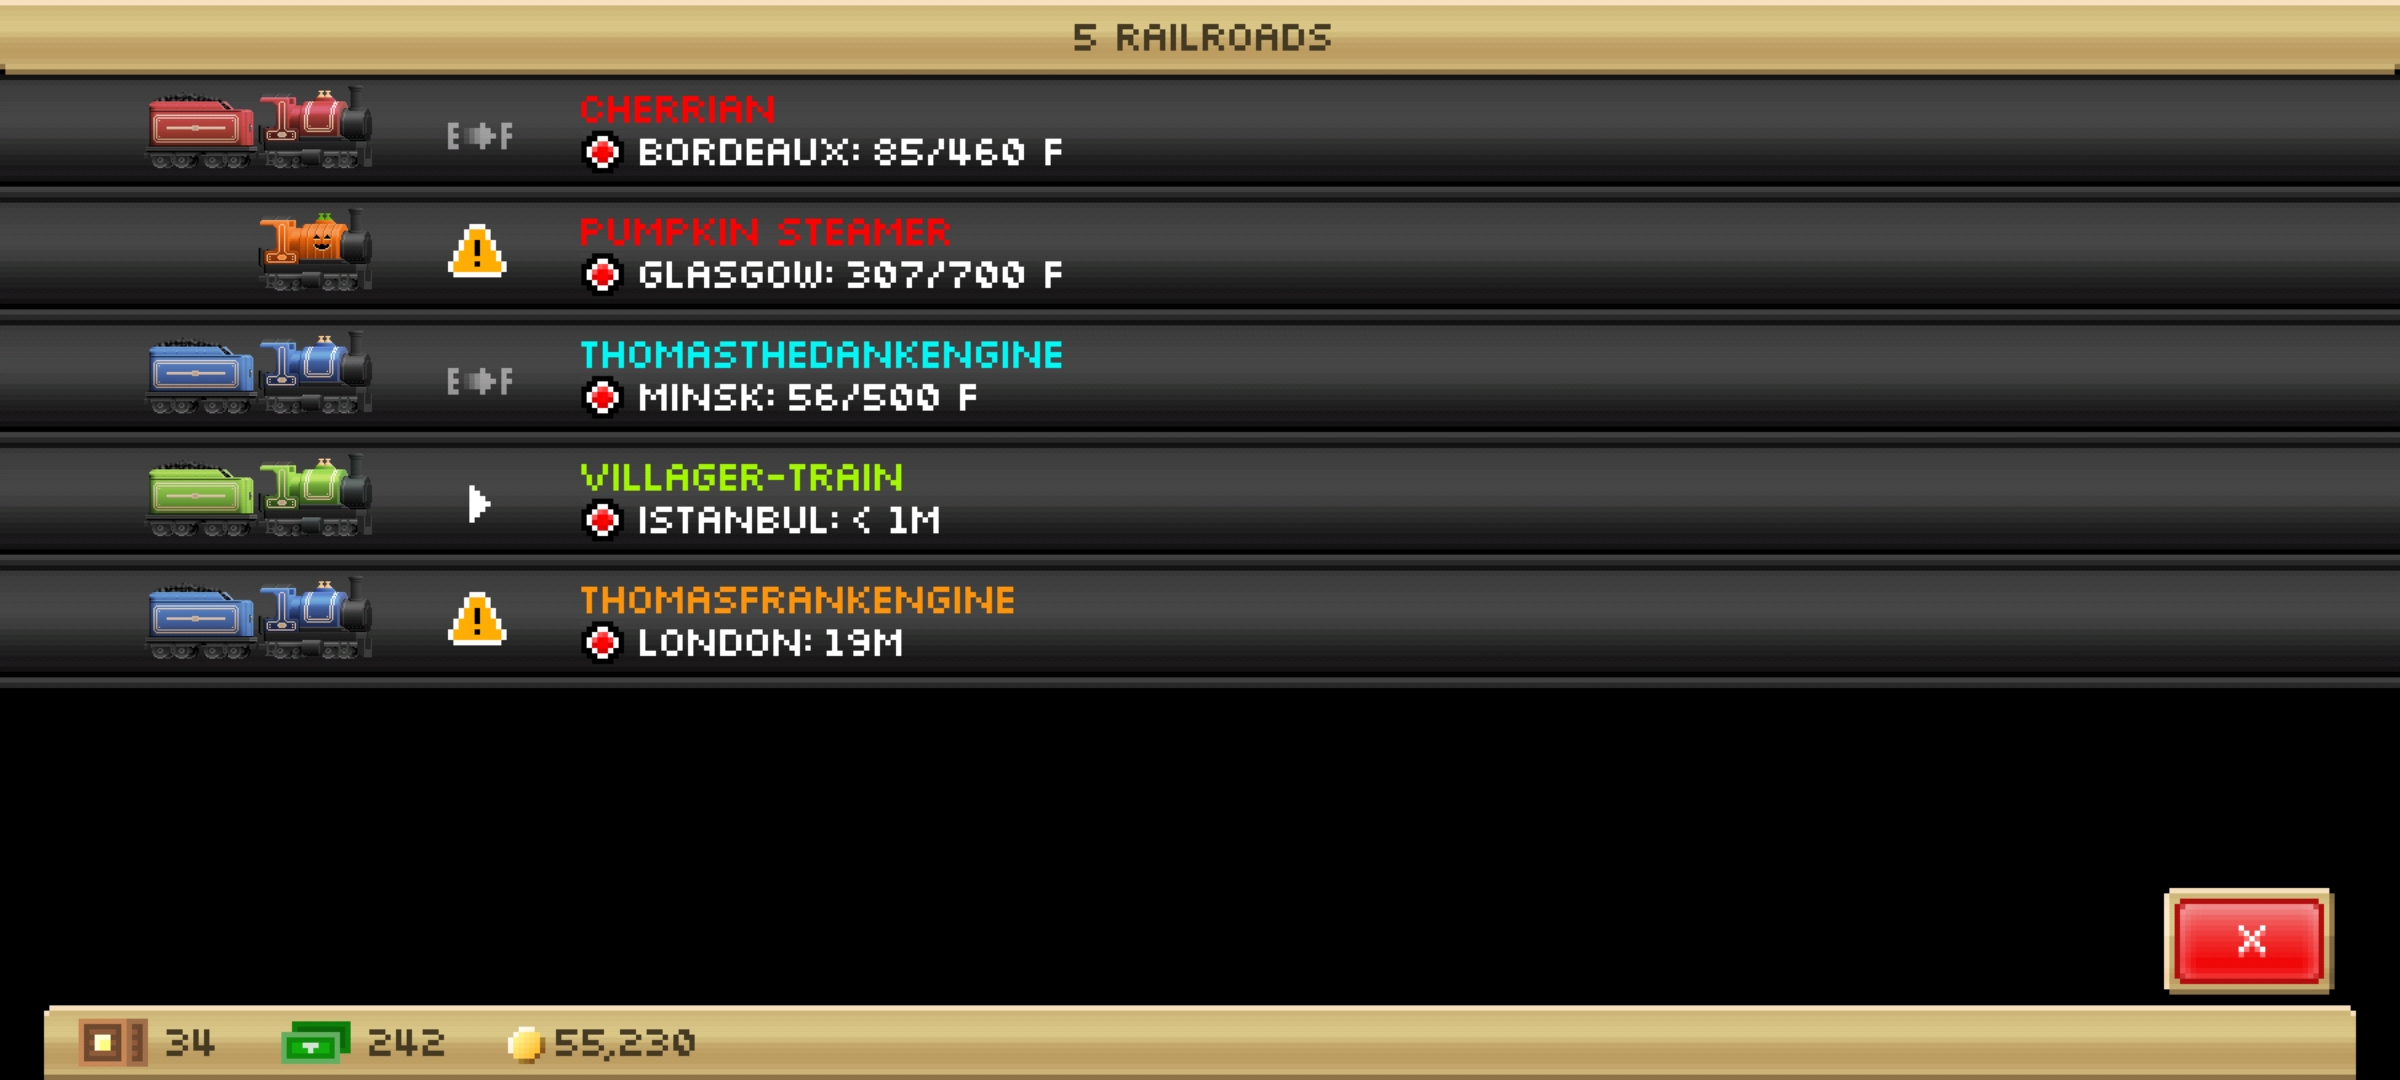 5 RAILROADS
CHERRIAN
E F
BORDEAUX: 85/460 F
PUMPKIN STEAMER
GLASGOW: 307/700 F
THOMASTHEDANKENGINE
E F
MINSK: 56/500 F
VILLAGER-TRAIN
ISTANBUL: < 1M
THOMASFRANKENGINE
LONDON: 19M
X
34 242 55,230